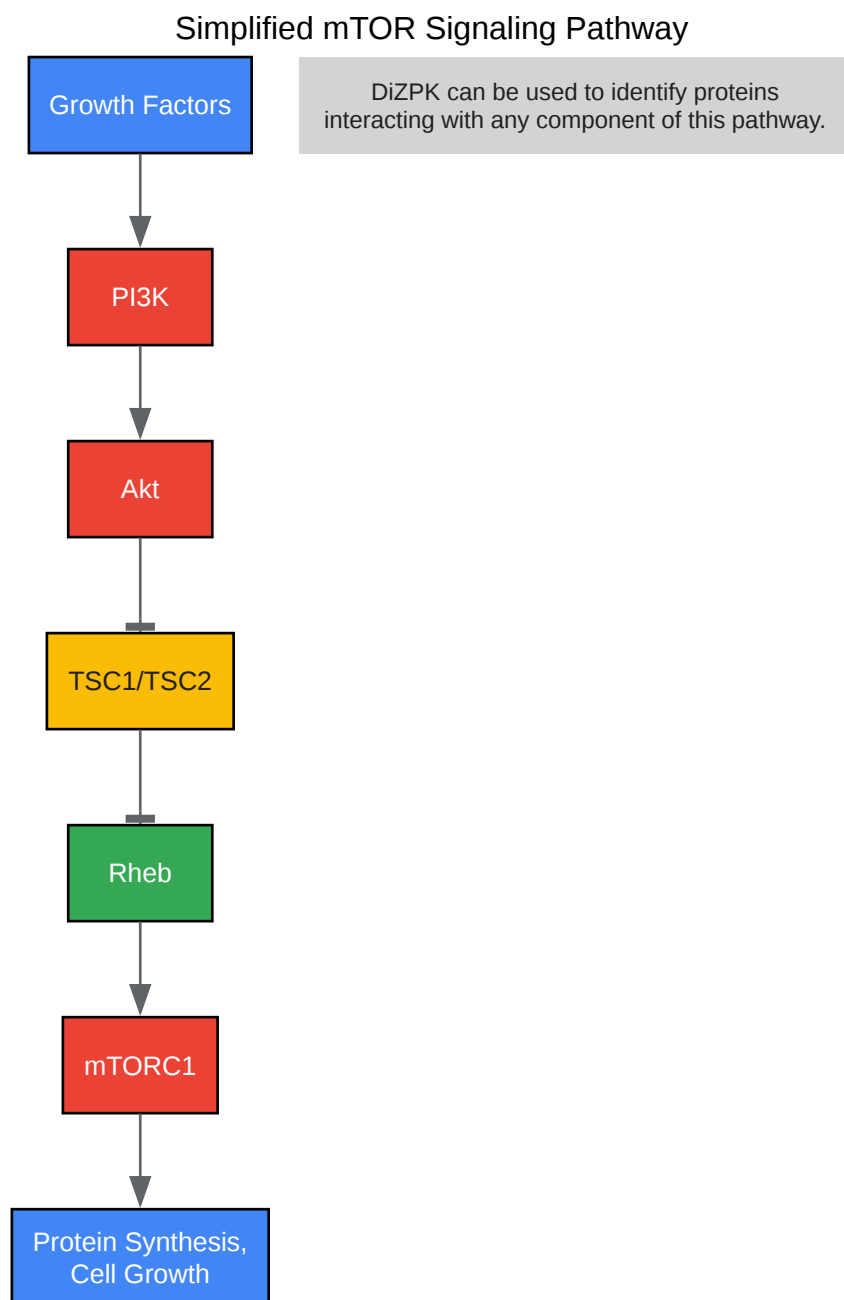 Simplified mTOR Signaling Pathway
Growth Factors
DiZPK can be used to identify proteins
interacting with any component of this pathway.
PI3K
Akt
TSC1/TSC2
Rheb
mTORC1
Protein Synthesis,
Cell Growth